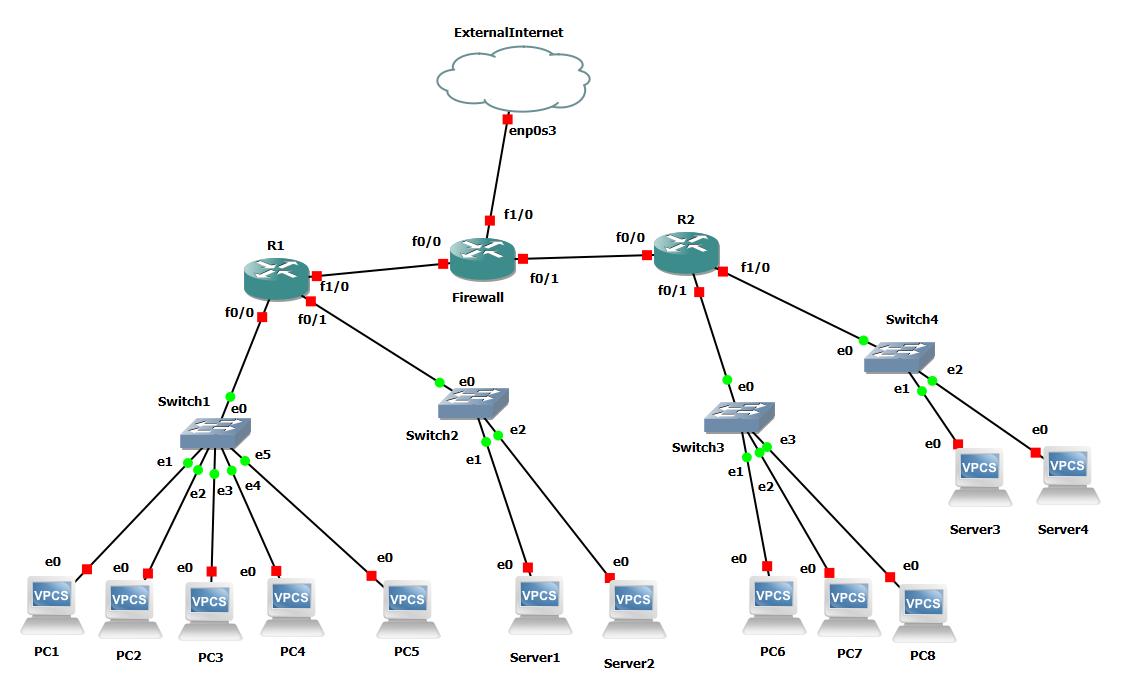 ExternalInternet
enp0s3
f1/0
R2
f0/0
f0/0
R1
f0/1
f1/0
f1/0
Firewall
f0/1
f0/0
f0/1
Switch4
e0
e2
e1
e0
e0
Switch1
e0
Switch2
e2
e1
Switch3
e3
e1
e2
e0
e0
e5
e1
e2
e3
e4
VPCS
VPCS
Server3
Server4
e0
e0
e0
e0
e0
e0
e0
e0
e0
e0
VPCS
VPCS
VPCS
VPCS
VPCS
VPCS
VPCS
VPCS
VPCS
VPCS
PC1
PC2
PC3
PC4
PC5
Server1
Server2
PC6
PC7
PC8